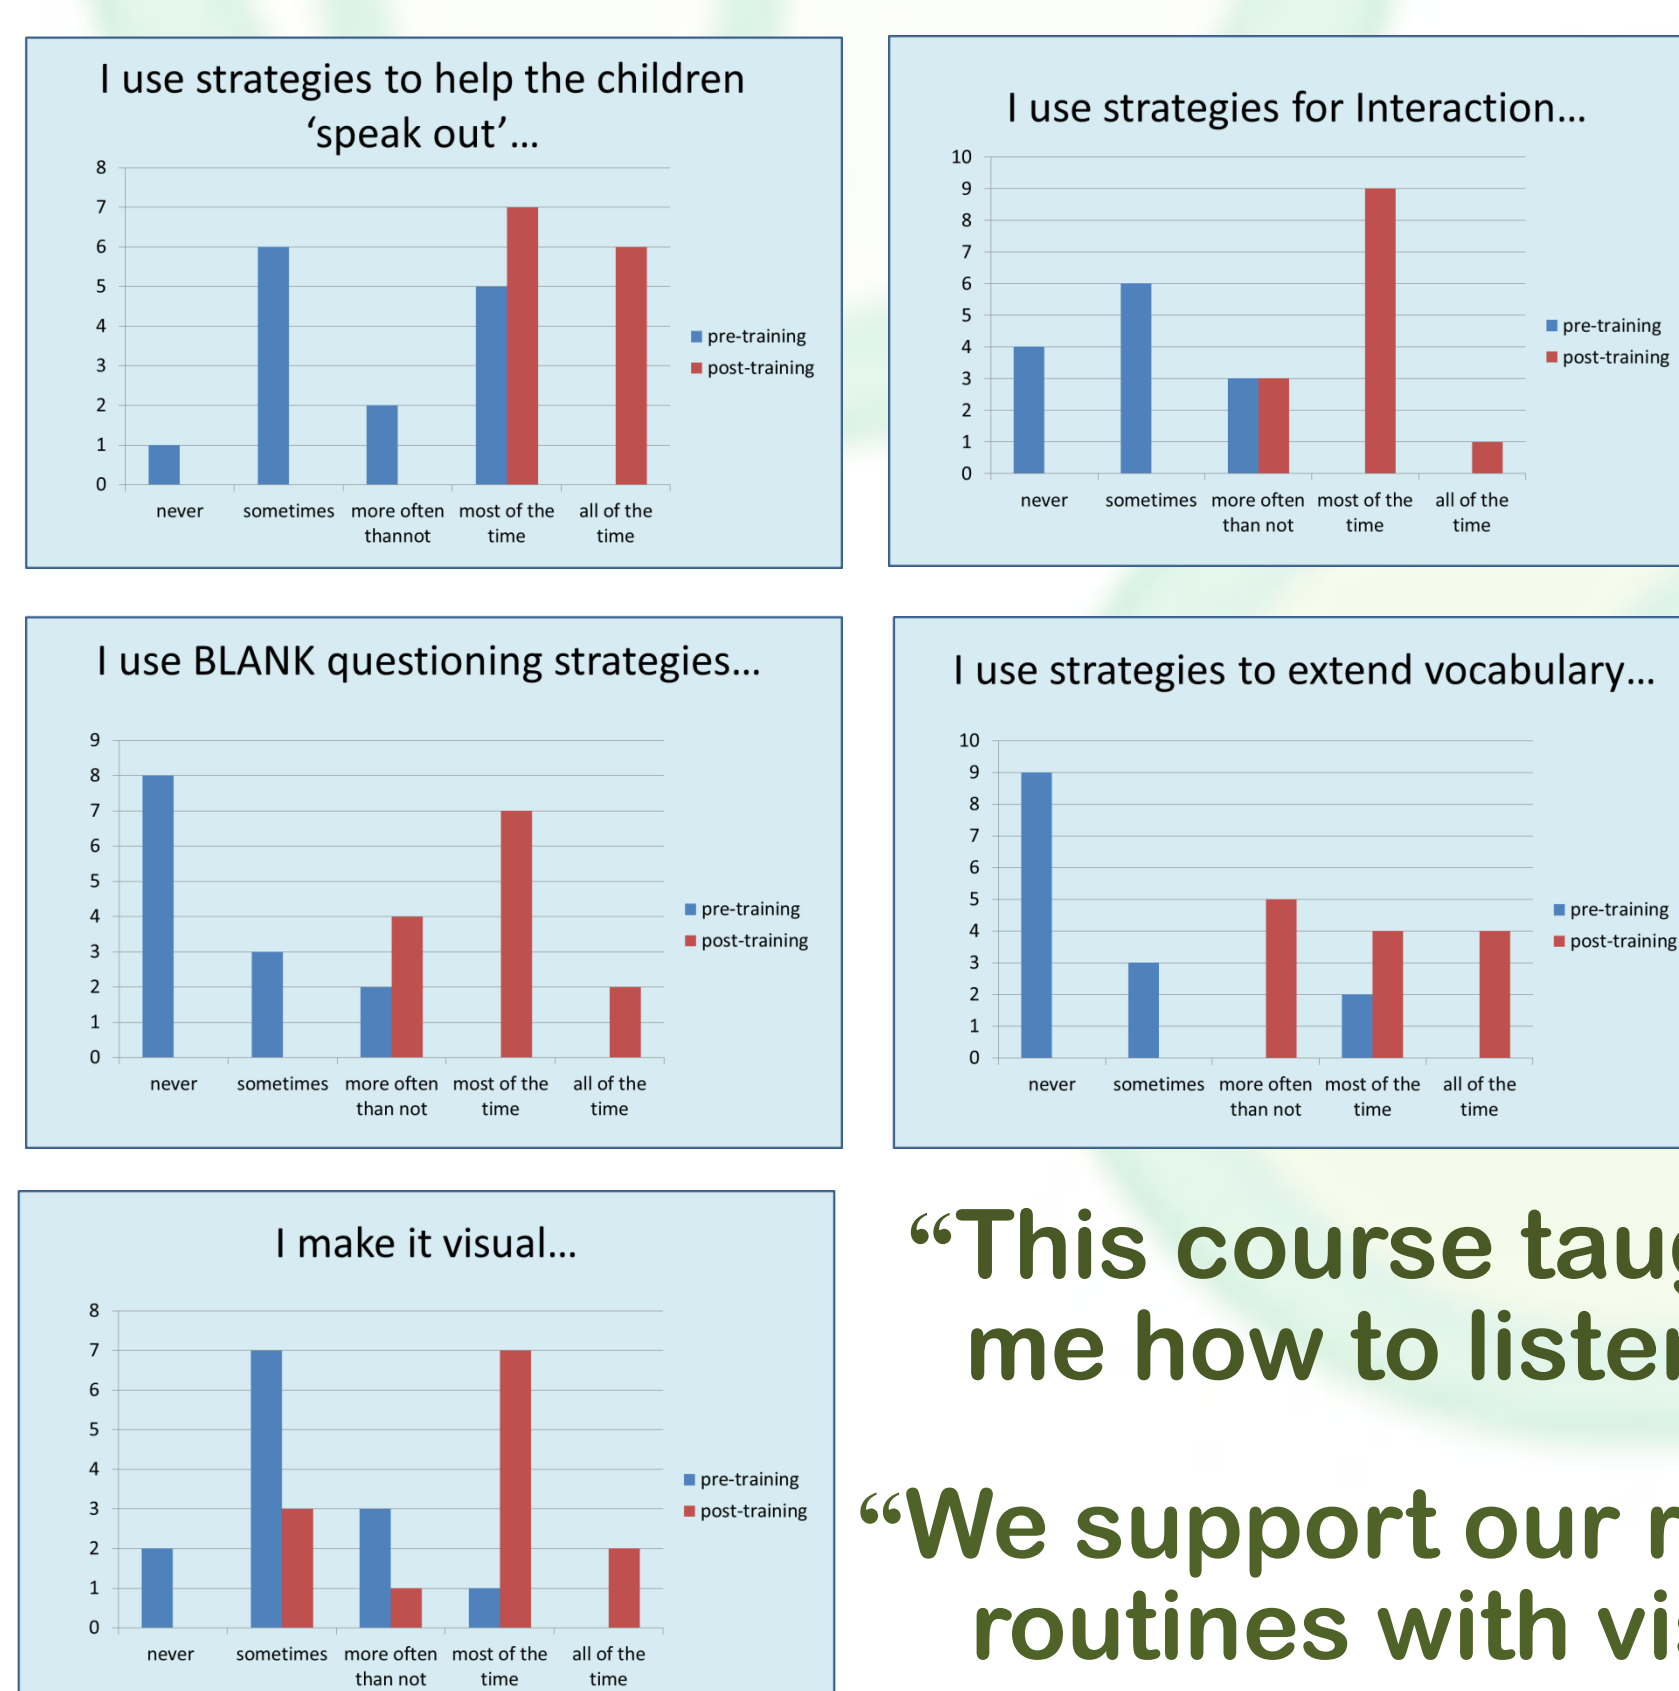 I use strategies to help the children
‘speak out’…
8
7
6
5
4
3
2
1
0
never sometimes more often most of the all of the
thannot time time
pre-training
post-training
I use strategies for Interaction…
10
9
8
7
6
5
4
3
2
1
0
never sometimes more often most of the all of the
than not time time
pre-training
post-training
I use BLANK questioning strategies…
9
8
7
6
5
4
3
2
1
0
never sometimes more often most of the all of the
than not time time
pre-training
post-training
I use strategies to extend vocabulary…
10
9
8
7
6
5
4
3
2
1
0
never sometimes more often most of the all of the
than not time time
pre-training
post-training
I make it visual…
8
7
6
5
4
3
2
1
0
never sometimes more often most of the all of the
than not time time
pre-training
post-training
“This course
me how to
“We support our
routines with